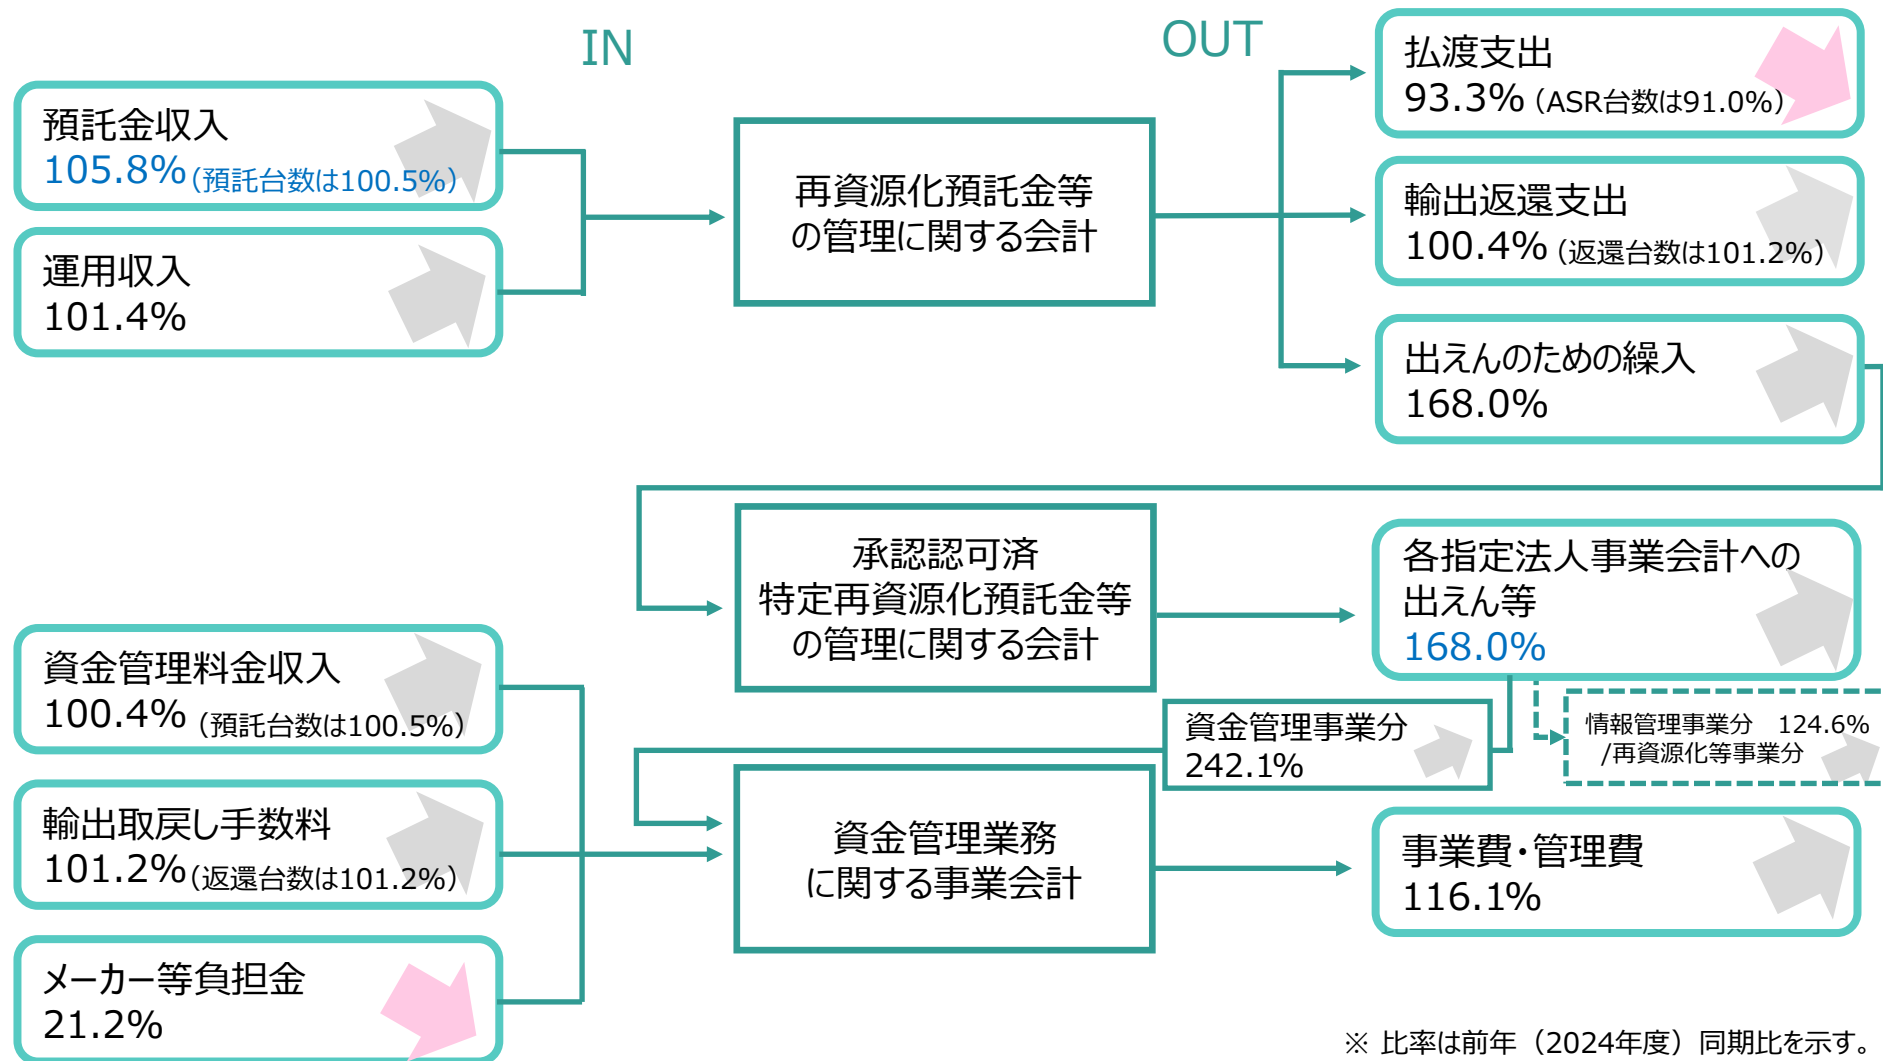 IN
OUT
預託金収入
105.8%(預託台数は100.5%)
運用収入
101.4%
再資源化預託金等
の管理に関する会計
払渡支出
93.3%(ASR台数は91.0%)
輸出返還支出
100.4%(返還台数は101.2%)
出えんのための繰入
168.0%
承認認可済
特定再資源化預託金等
の管理に関する会計
各指定法人事業会計への
出えん等
168.0%
資金管理料金収入
100.4%(預託台数は100.5%)
輸出取戻し手数料
101.2%(返還台数は101.2%)
メーカー等負担金
21.2%
資金管理事業分
242.1%
情報管理事業分 124.6%
/再資源化等事業分
資金管理業務
に関する事業会計
事業費・管理費
116.1%
※ 比率は前年（2024年度）同期比を示す。